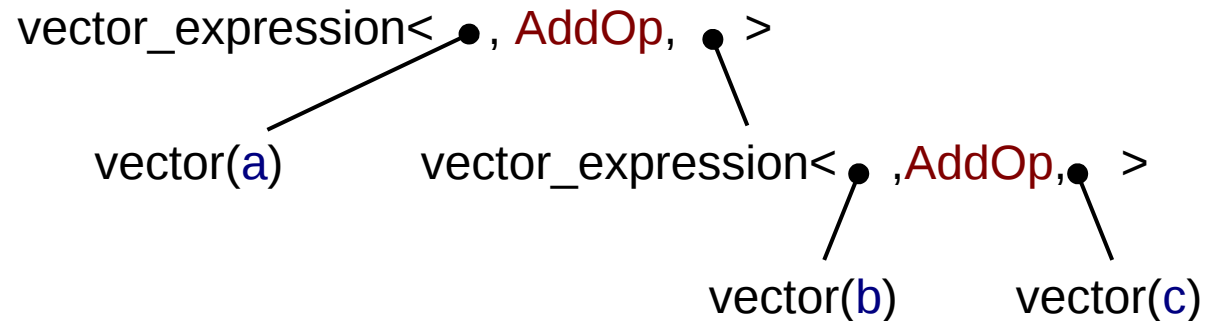 vector_expression< , AddOp, >
vector(a) vector_expression< ,AddOp, >
vector(b) vector(c)